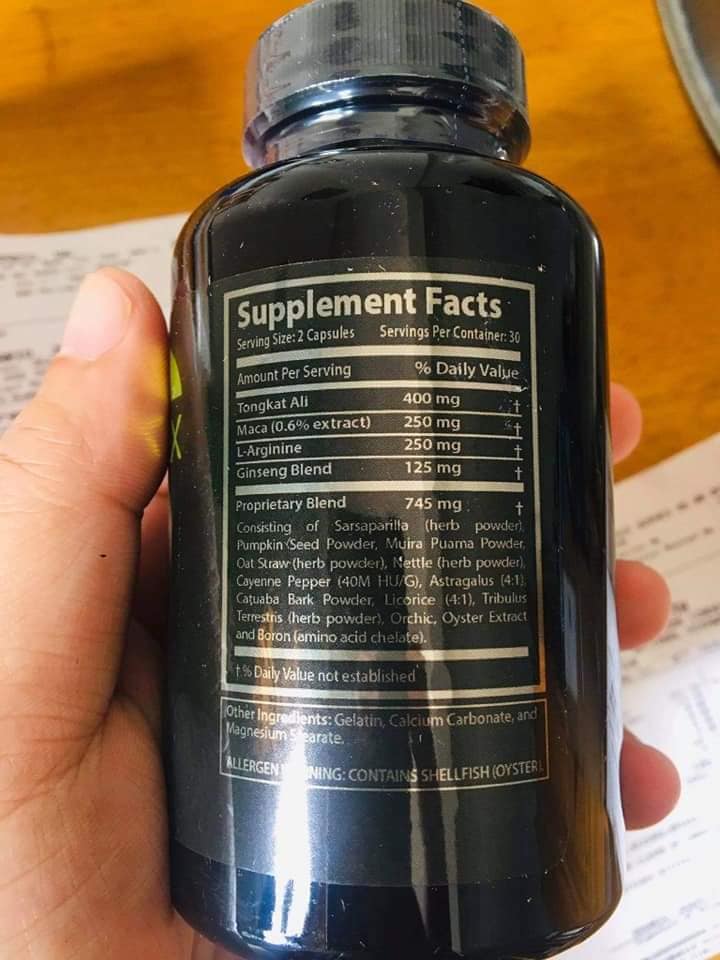 Supplement Facts
Serving Size: 2 Capsules Servings Per Container: 30
Amount Per Serving % Daily Value
Tongkat Ali 400 mg †
Maca (0.6% extract) 250 mg †
L-Arginine 250 mg †
Ginseng Blend 125 mg †
Proprietary Blend 745 mg †
Consisting of Sarsaparilla (herb powder),
Pumpkin Seed Powder, Muira Puama Powder,
Oat Straw (herb powder), Nettle (herb powder),
Cayenne Pepper (40M HU/G), Astragalus (4:1),
Catuaba Bark Powder, Licorice (4:1), Tribulus
Terrestris (herb powder), Orchic, Oyster Extract
and Boron (amino acid chelate).
†% Daily Value not established
Other Ingredients: Gelatin, Calcium Carbonate, and
Magnesium Stearate.
ALLERGEN WARNING: CONTAINS SHELLFISH (OYSTER).
X